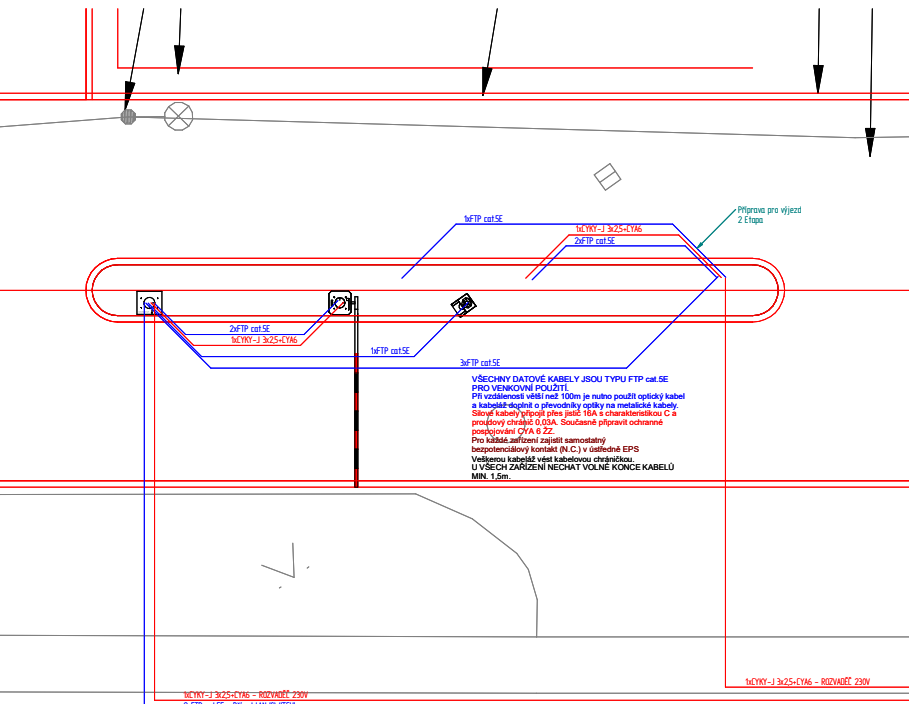 Příprava pro výjezd
2 Etapa
1xFTP cat.5E
1xCYKY-J 3x2,5+CYA6
2xFTP cat.5E
2xFTP cat.5E
1xCYKY-J 3x2,5+CYA6
1xFTP cat.5E
3xFTP cat.5E
VŠECHNY DATOVÉ KABELY JSOU TYPU FTP cat.5E
PRO VENKOVNÍ POUŽITÍ.
Při vzdálenosti větší než 100m je nutno použít optický kabel
a kabeláž doplnit o převodníky optiky na metalické kabely.
Silové kabely připojit přes jistič 16A s charakteristikou C a
proudový chránič 0,03A. Současně připravit ochranné
pospojování CYA 6 ZZ.
Pro každé zařízení zajistit samostatný
bezpotenciálový kontakt (N.C.) v ústředně EPS
Veškerou kabeláž vést kabelovou chráničkou.
U VŠECH ZAŘÍZENÍ NECHAT VOLNÉ KONCE KABELŮ
MIN. 1,5m.
1xCYKY-J 3x2,5+CYA6 - ROZVADĚČ 230V
1xCYKY-J 3x2,5+CYA6 - ROZVADĚČ 230V